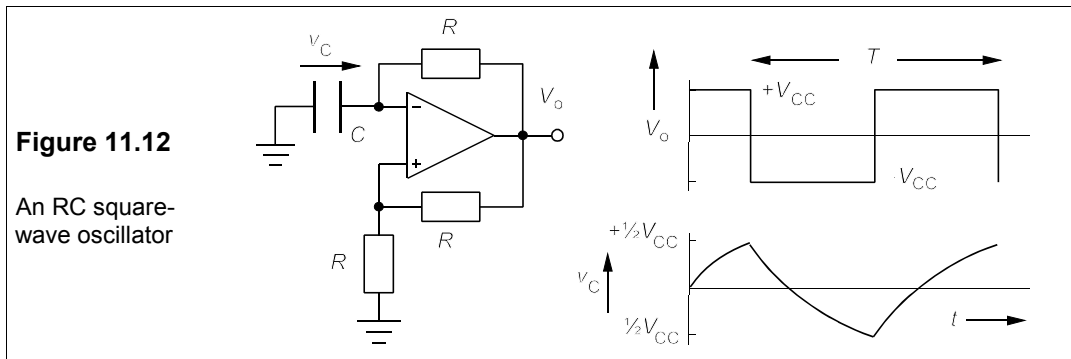 Figure 11.12
An RC square-
wave oscillator
R
vC
Vo
C
R
R
T
+VCC
Vo
VCC
+½VCC
vC
½VCC
t